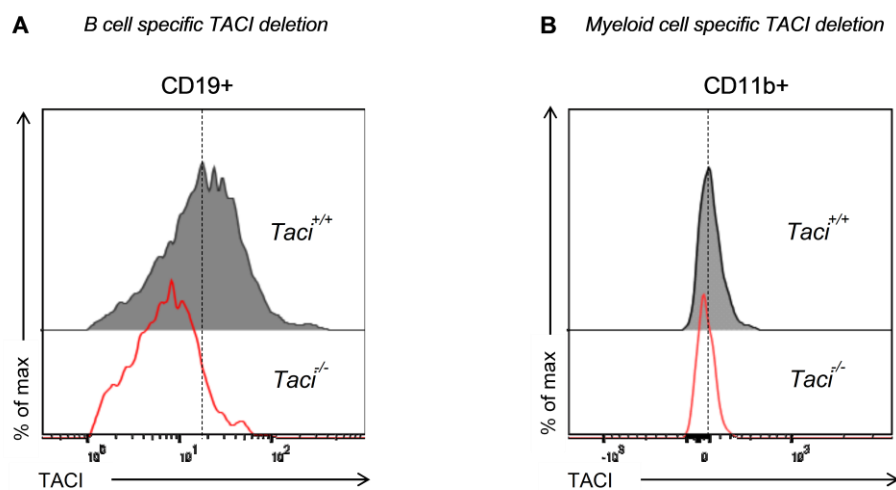 A
B cell specific TACI deletion
CD19+
Taci+/+
Taci-/-
% of max
10⁰ 10¹ 10²
TACI
B
Myeloid cell specific TACI deletion
CD11b+
Taci+/+
Taci-/-
% of max
-10³ 0 10³
TACI